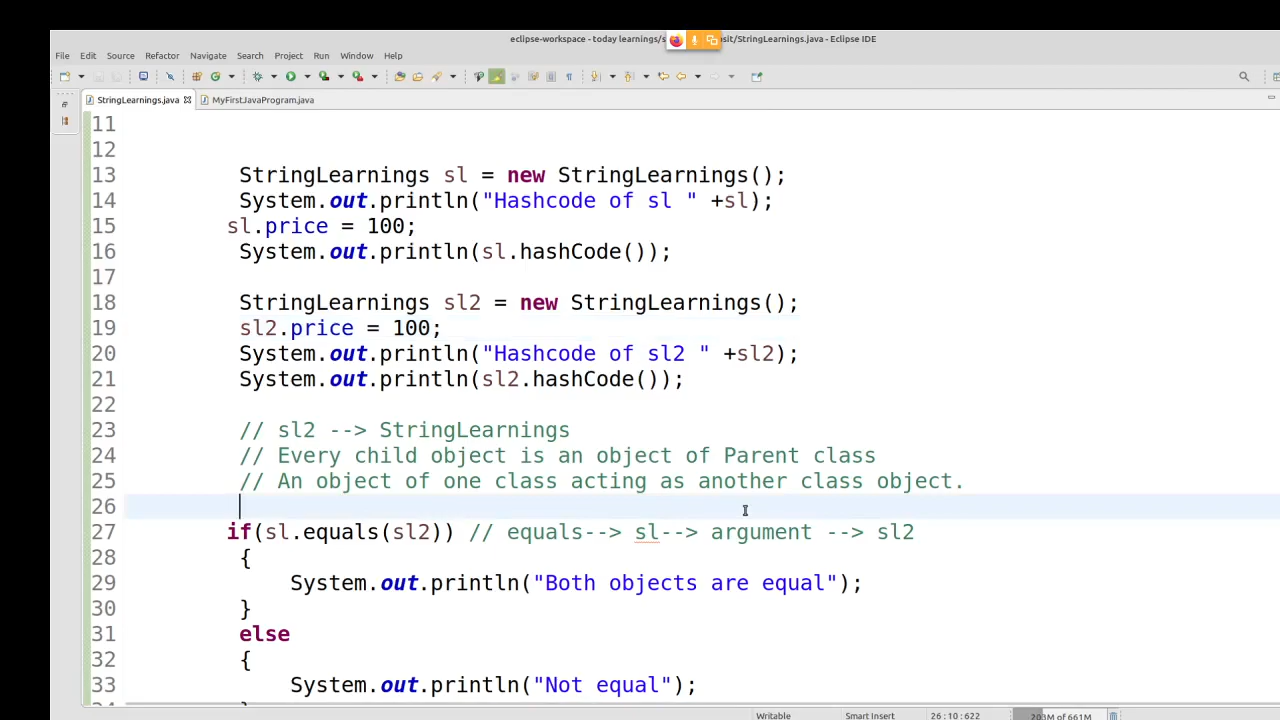 eclipse-workspace - today learnings/s sit/StringLearnings.java - Eclipse IDE
File Edit Source Refactor Navigate Search Project Run Window Help
StringLearnings.java MyFirstJavaProgram.java
11
12
13 StringLearnings sl = new StringLearnings();
14 System.out.println("Hashcode of sl " +sl);
15 sl.price = 100;
16 System.out.println(sl.hashCode());
17
18 StringLearnings sl2 = new StringLearnings();
19 sl2.price = 100;
20 System.out.println("Hashcode of sl2 " +sl2);
21 System.out.println(sl2.hashCode());
22
23 // sl2 --> StringLearnings
24 // Every child object is an object of Parent class
25 // An object of one class acting as another class object.
26
27 if(sl.equals(sl2)) // equals--> sl--> argument --> sl2
28 {
29 System.out.println("Both objects are equal");
30 }
31 else
32 {
33 System.out.println("Not equal");
Writable Smart Insert 26:10:622 203M of 661M